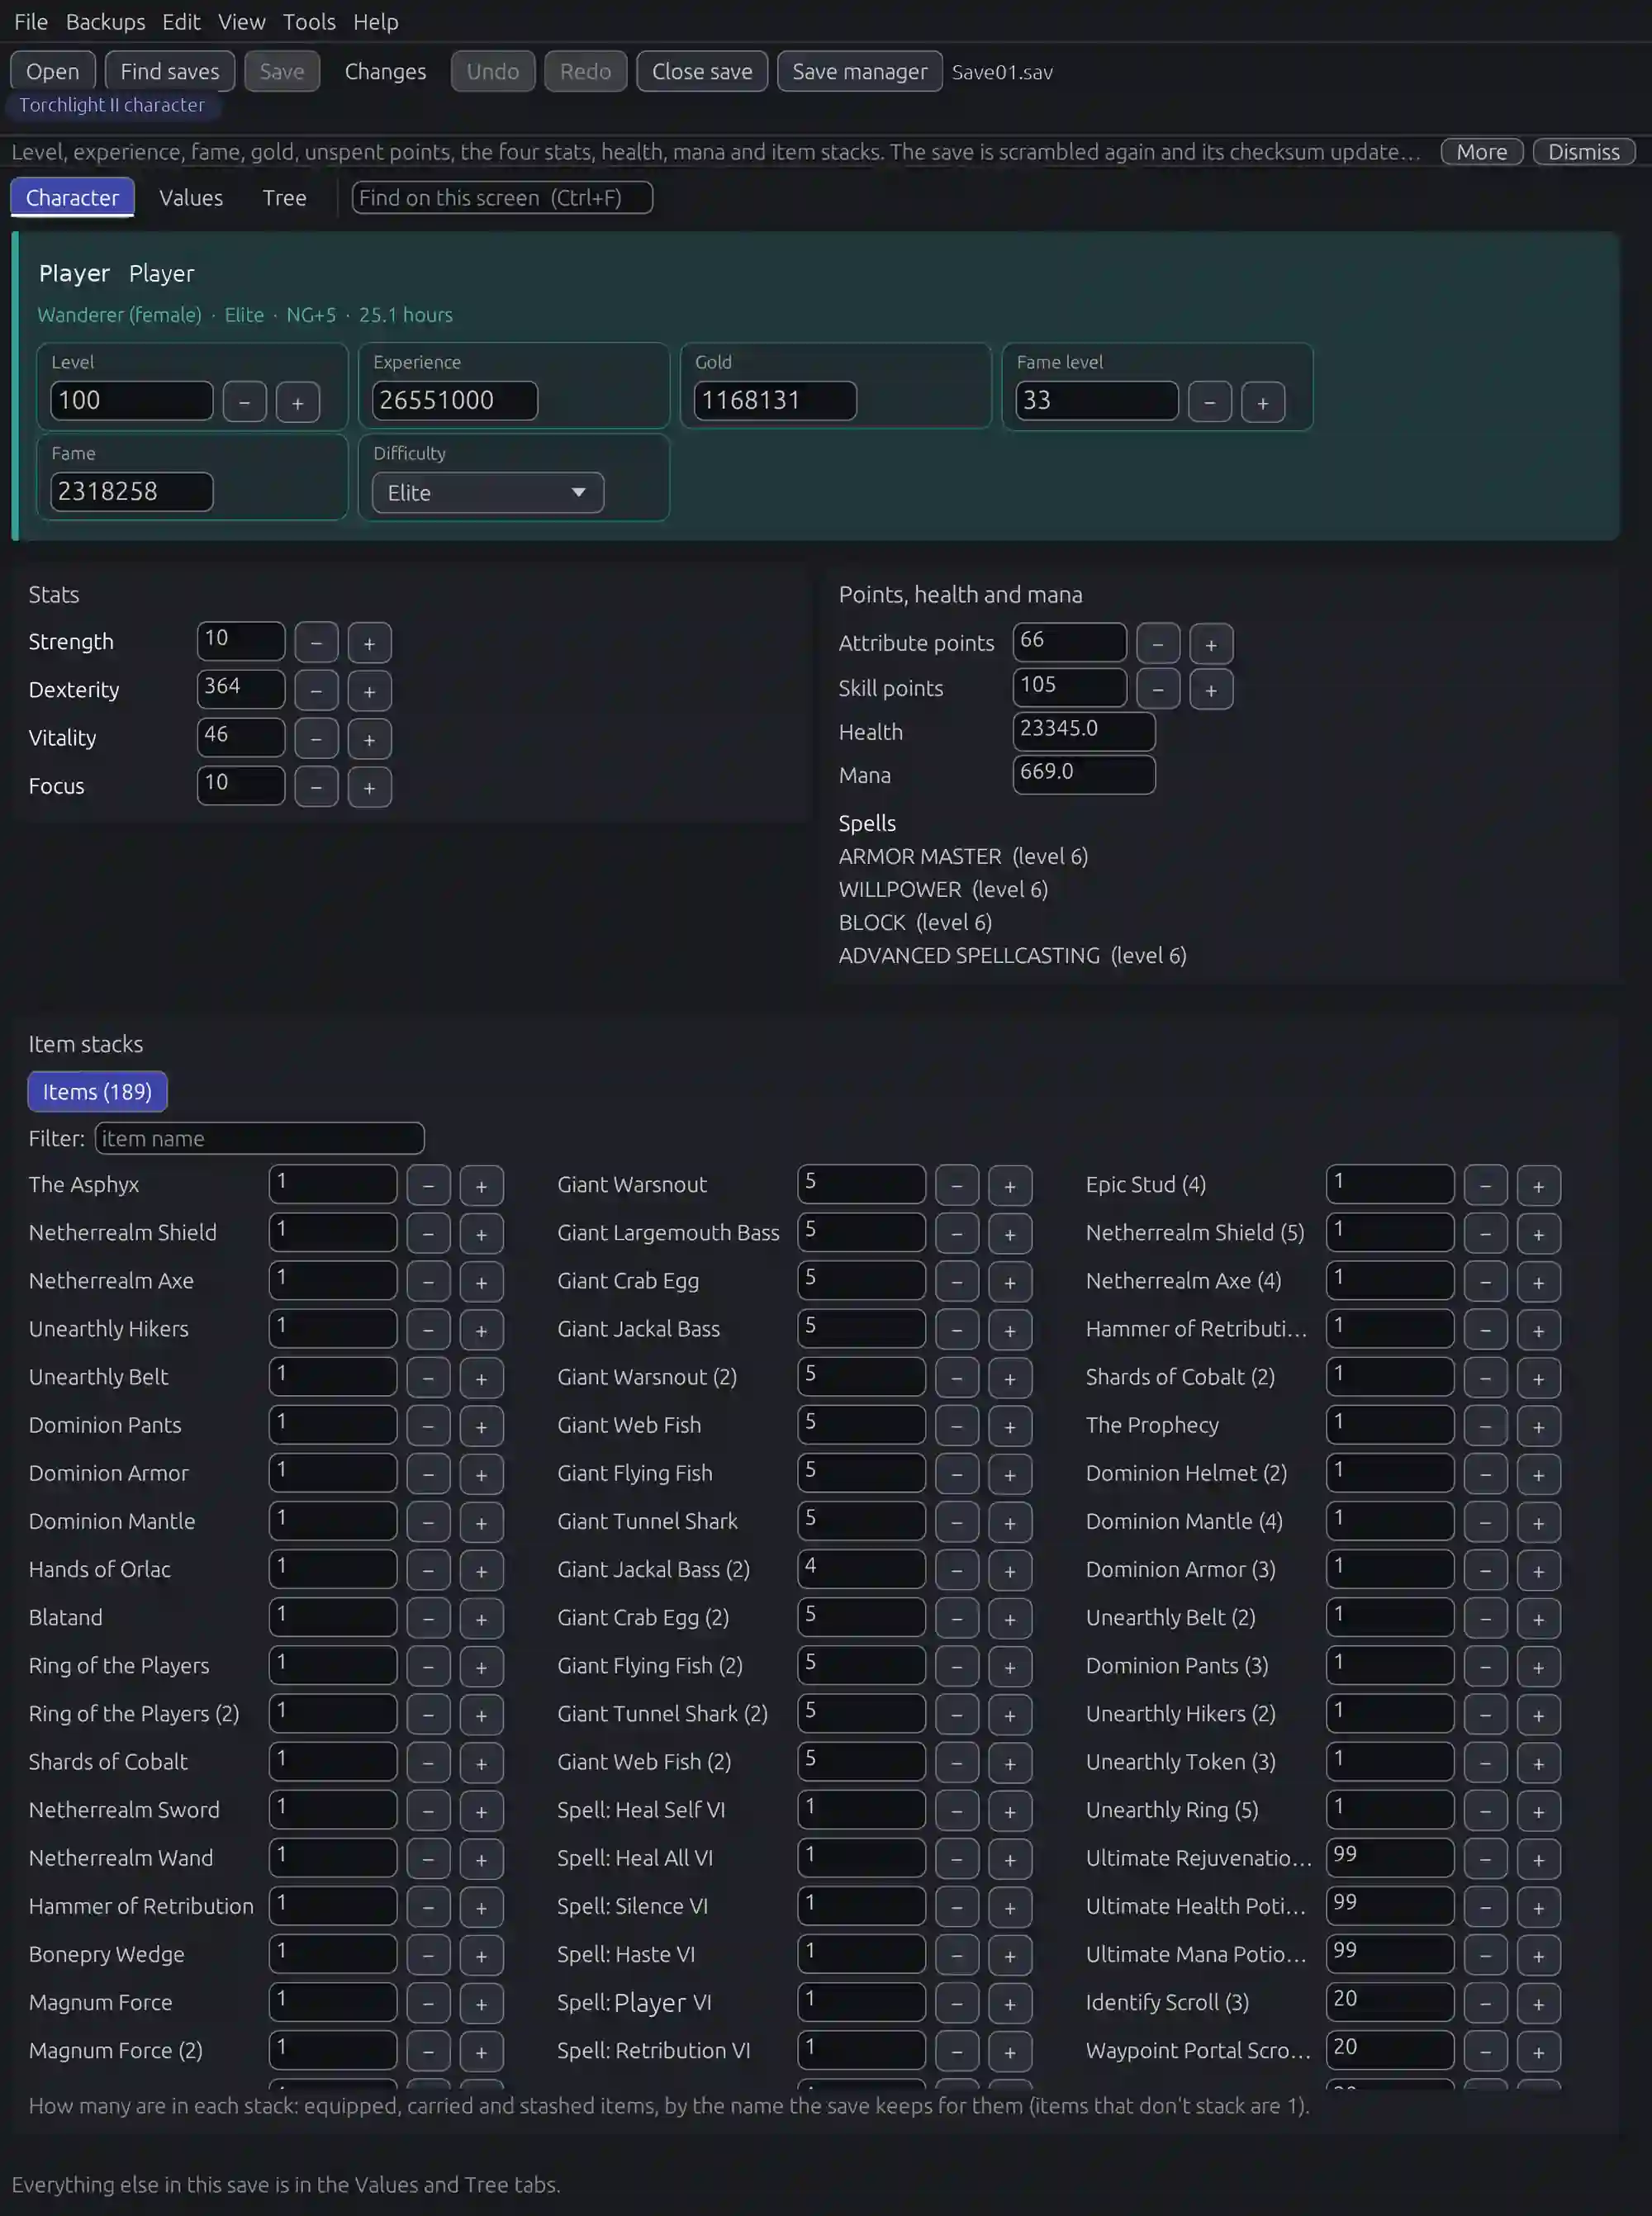 File Backups Edit View Tools Help
Open Find saves Save Changes Undo Redo Close save Save manager Save01.sav
Torchlight II character
Level, experience, fame, gold, unspent points, the four stats, health, mana and item stacks. The save is scrambled again and its checksum update... More Dismiss
Character Values Tree Find on this screen (Ctrl+F)
Player Player
Wanderer (female) · Elite · NG+5 · 25.1 hours
Level Experience Gold Fame level
100 − + 26551000 1168131 33 − +
Fame Difficulty
2318258 Elite
Stats
Strength 10 − +
Dexterity 364 − +
Vitality 46 − +
Focus 10 − +
Points, health and mana
Attribute points 66 − +
Skill points 105 − +
Health 23345.0
Mana 669.0
Spells
ARMOR MASTER (level 6)
WILLPOWER (level 6)
BLOCK (level 6)
ADVANCED SPELLCASTING (level 6)
Item stacks
Items (189)
Filter: item name
The Asphyx 1 − + Giant Warsnout 5 − + Epic Stud (4) 1 − +
Netherrealm Shield 1 − + Giant Largemouth Bass 5 − + Netherrealm Shield (5) 1 − +
Netherrealm Axe 1 − + Giant Crab Egg 5 − + Netherrealm Axe (4) 1 − +
Unearthly Hikers 1 − + Giant Jackal Bass 5 − + Hammer of Retributi... 1 − +
Unearthly Belt 1 − + Giant Warsnout (2) 5 − + Shards of Cobalt (2) 1 − +
Dominion Pants 1 − + Giant Web Fish 5 − + The Prophecy 1 − +
Dominion Armor 1 − + Giant Flying Fish 5 − + Dominion Helmet (2) 1 − +
Dominion Mantle 1 − + Giant Tunnel Shark 5 − + Dominion Mantle (4) 1 − +
Hands of Orlac 1 − + Giant Jackal Bass (2) 4 − + Dominion Armor (3) 1 − +
Blatand 1 − + Giant Crab Egg (2) 5 − + Unearthly Belt (2) 1 − +
Ring of the Players 1 − + Giant Flying Fish (2) 5 − + Dominion Pants (3) 1 − +
Ring of the Players (2) 1 − + Giant Tunnel Shark (2) 5 − + Unearthly Hikers (2) 1 − +
Shards of Cobalt 1 − + Giant Web Fish (2) 5 − + Unearthly Token (3) 1 − +
Netherrealm Sword 1 − + Spell: Heal Self VI 1 − + Unearthly Ring (5) 1 − +
Netherrealm Wand 1 − + Spell: Heal All VI 1 − + Ultimate Rejuvenatio... 99 − +
Hammer of Retribution 1 − + Spell: Silence VI 1 − + Ultimate Health Poti... 99 − +
Bonepry Wedge 1 − + Spell: Haste VI 1 − + Ultimate Mana Potio... 99 − +
Magnum Force 1 − + Spell: Player VI 1 − + Identify Scroll (3) 20 − +
Magnum Force (2) 1 − + Spell: Retribution VI 1 − + Waypoint Portal Scro... 20 − +
How many are in each stack: equipped, carried and stashed items, by the name the save keeps for them (items that don't stack are 1).
Everything else in this save is in the Values and Tree tabs.